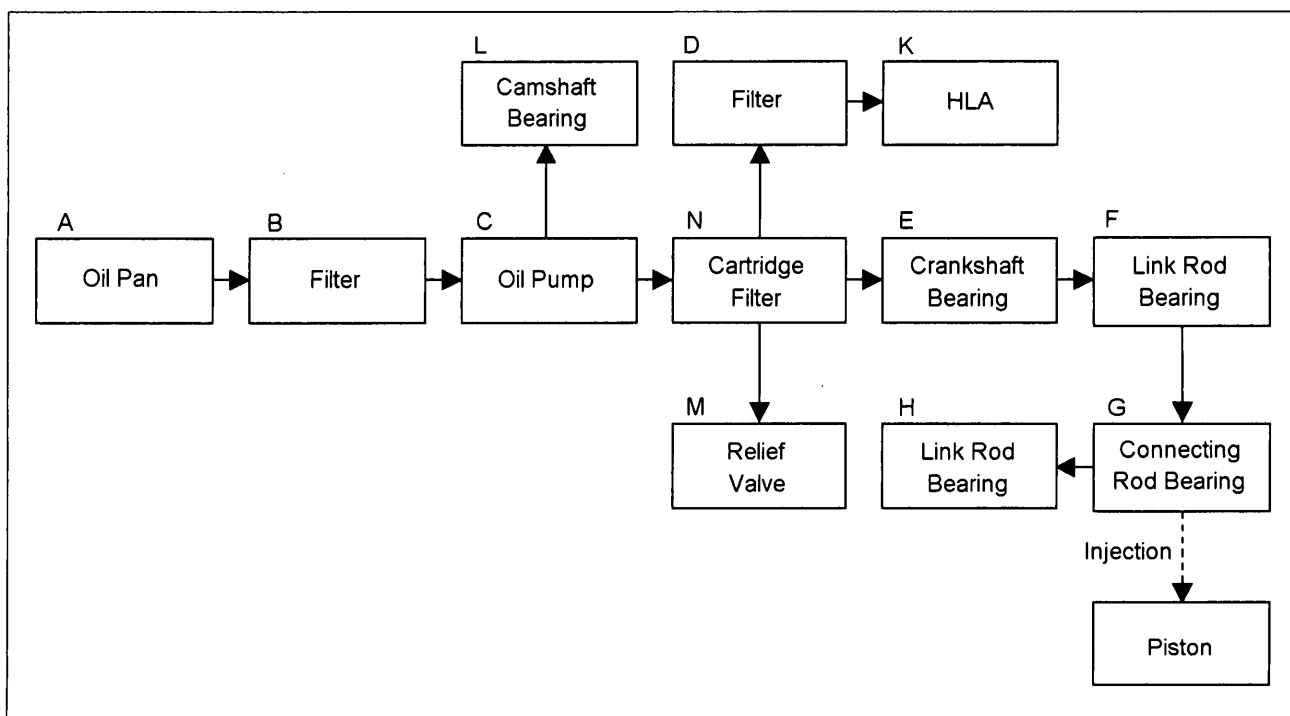 L
Camshaft
Bearing
D
Filter
K
HLA
A
Oil Pan
B
Filter
C
Oil Pump
N
Cartridge
Filter
E
Crankshaft
Bearing
F
Link Rod
Bearing
M
Relief
Valve
H
Link Rod
Bearing
G
Connecting
Rod Bearing
Injection
Piston